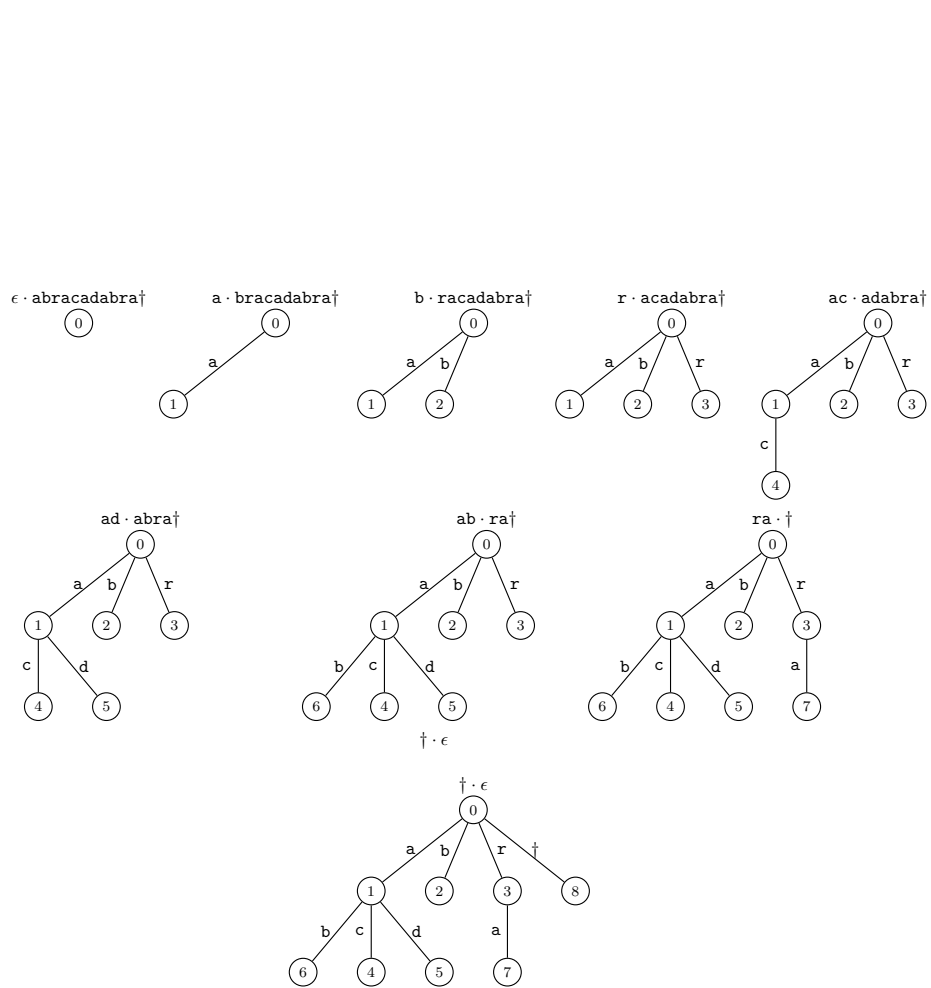 ϵ · abracadabra† a · bracadabra† b · racadabra† r · acadabra† ac · adabra†
0 0 0 0 0
a a b a b r a b r
1 1 2 1 2 3 1 2 3
c
4
ad · abra† ab · ra† ra · †
0 0 0
a b r a b r a b r
1 2 3 1 2 3 1 2 3
c d b c d b c d a
4 5 6 4 5 6 4 5 7
† · ϵ
† · ϵ
0
a b r †
1 2 3 8
b c d a
6 4 5 7